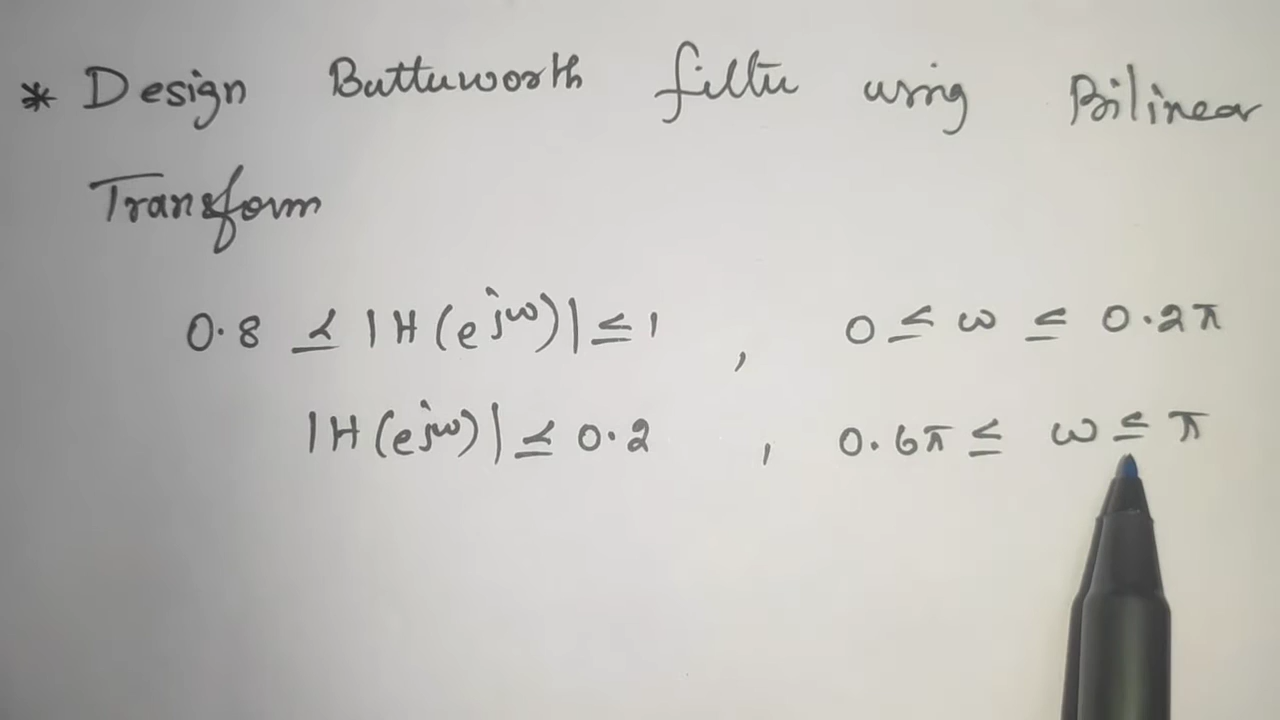 * Design Butterworth filter using Bilinear
Transform
0.8 ≤ |H(e^jω)| ≤ 1 , 0 ≤ ω ≤ 0.2π
|H(e^jω)| ≤ 0.2 , 0.6π ≤ ω ≤ π